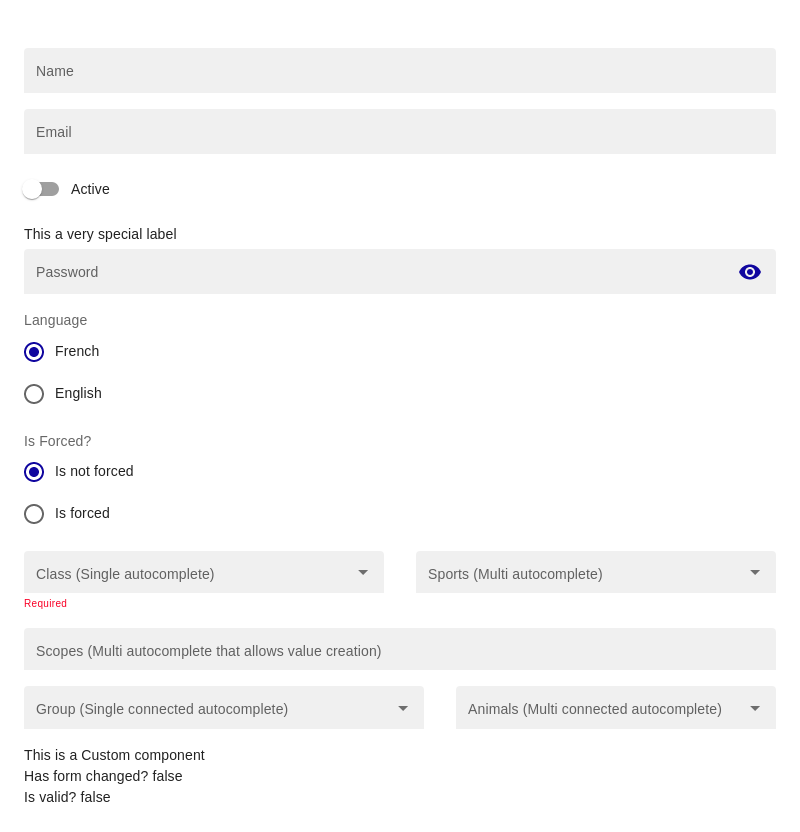 Name
Email
Active
This a very special label
Password
Language
French
English
Is Forced?
Is not forced
Is forced
Class (Single autocomplete)
Sports (Multi autocomplete)
Required
Scopes (Multi autocomplete that allows value creation)
Group (Single connected autocomplete)
Animals (Multi connected autocomplete)
This is a Custom component
Has form changed? false
Is valid? false